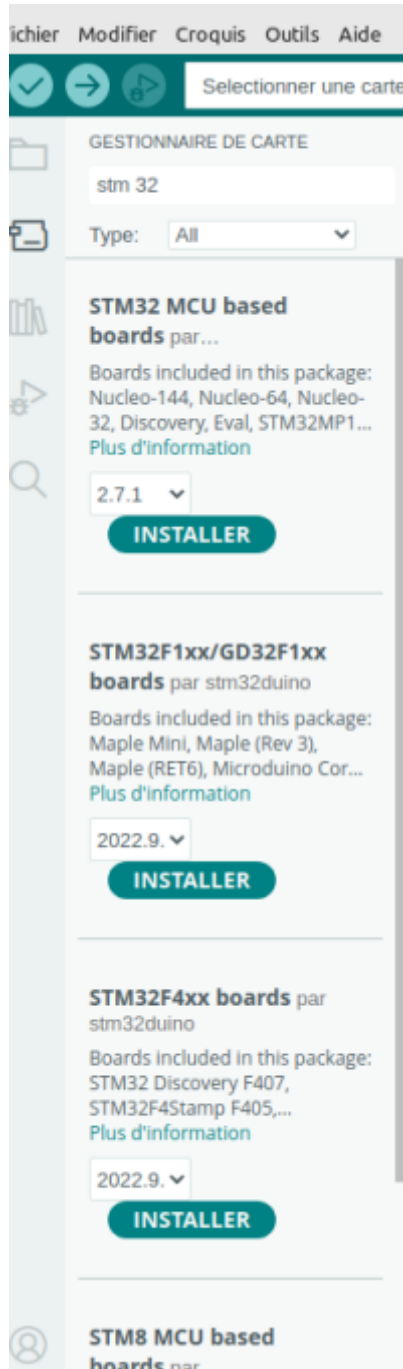 ichier Modifier Croquis Outils Aide
Selectionner une carte
GESTIONNAIRE DE CARTE
stm 32
Type: All
STM32 MCU based
boards par...
Boards included in this package:
Nucleo-144, Nucleo-64, Nucleo-
32, Discovery, Eval, STM32MP1...
Plus d'information
2.7.1
INSTALLER
STM32F1xx/GD32F1xx
boards par stm32duino
Boards included in this package:
Maple Mini, Maple (Rev 3),
Maple (RET6), Microduino Cor...
Plus d'information
2022.9.
INSTALLER
STM32F4xx boards par
stm32duino
Boards included in this package:
STM32 Discovery F407,
STM32F4Stamp F405,...
Plus d'information
2022.9.
INSTALLER
STM8 MCU based
boards par